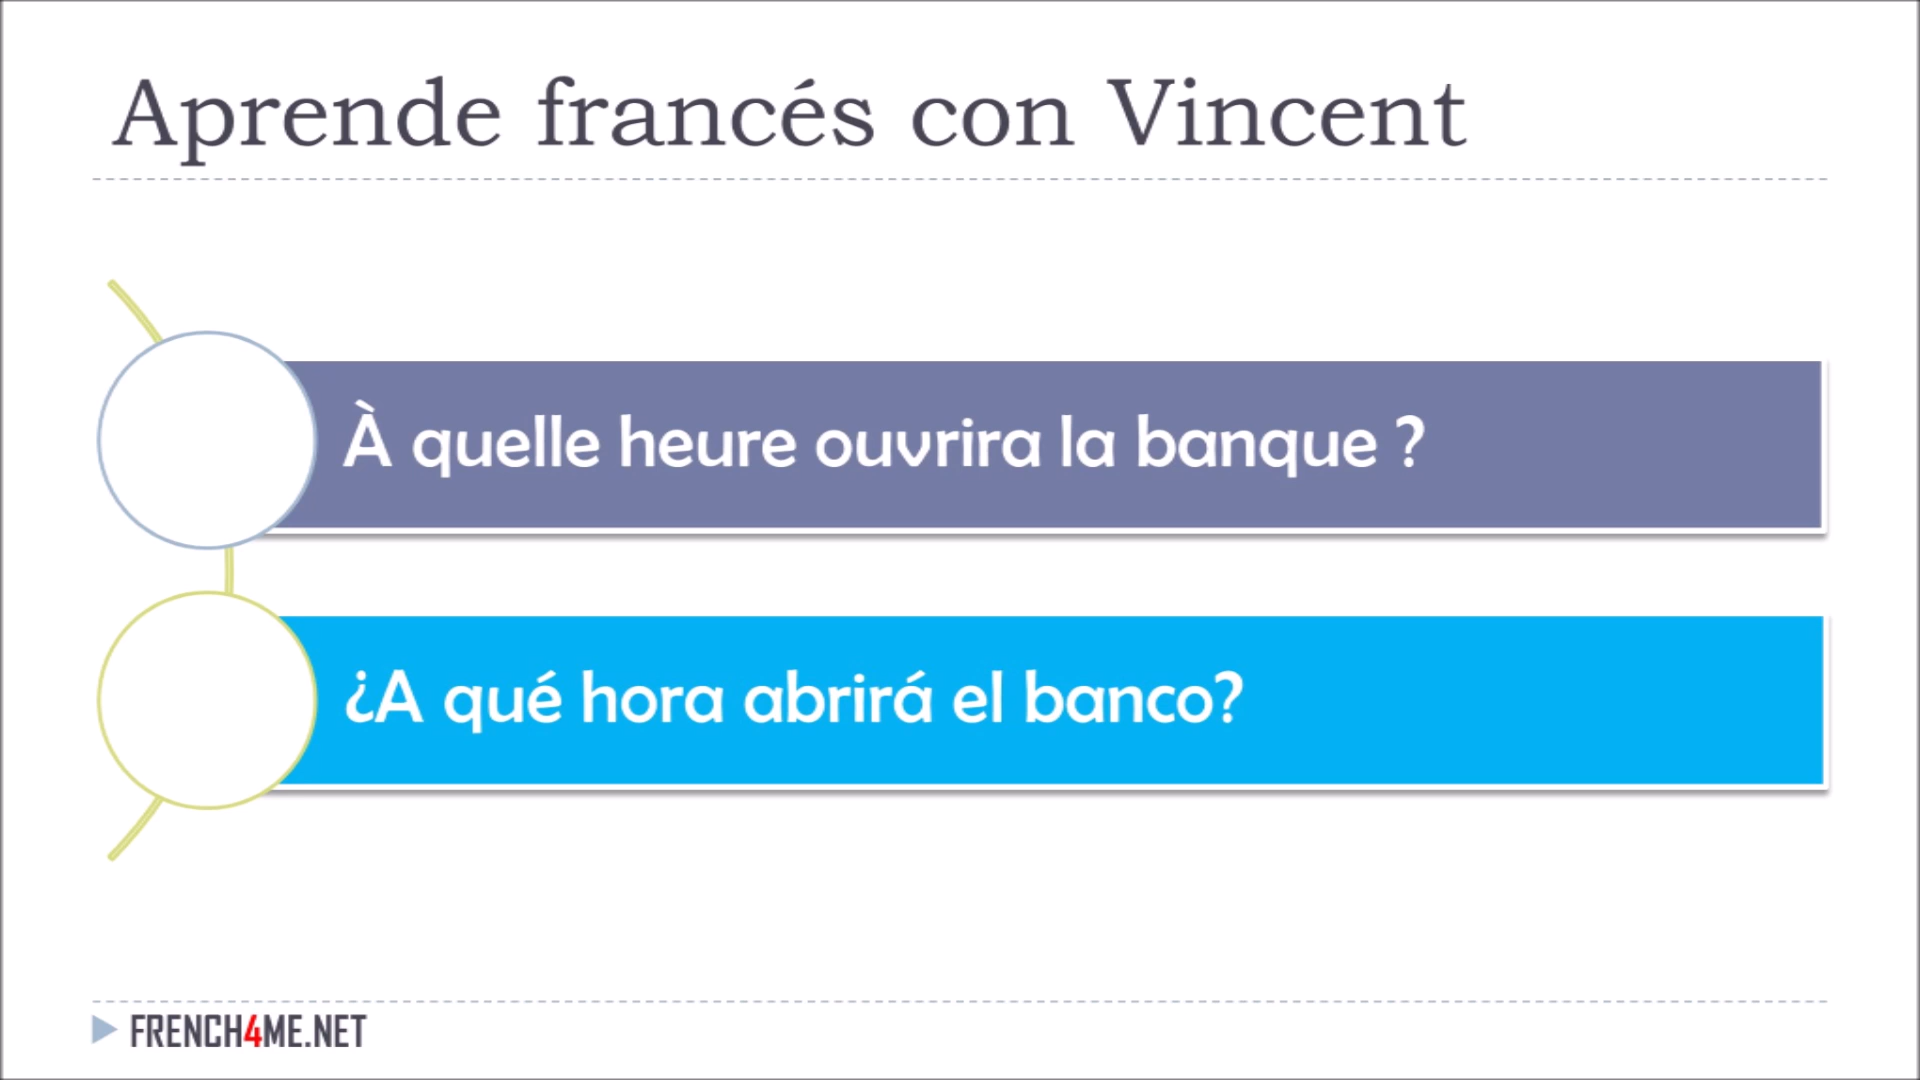 Aprende francés con Vincent
À quelle heure ouvrira la banque ?
¿A qué hora abrirá el banco?
FRENCH4ME.NET